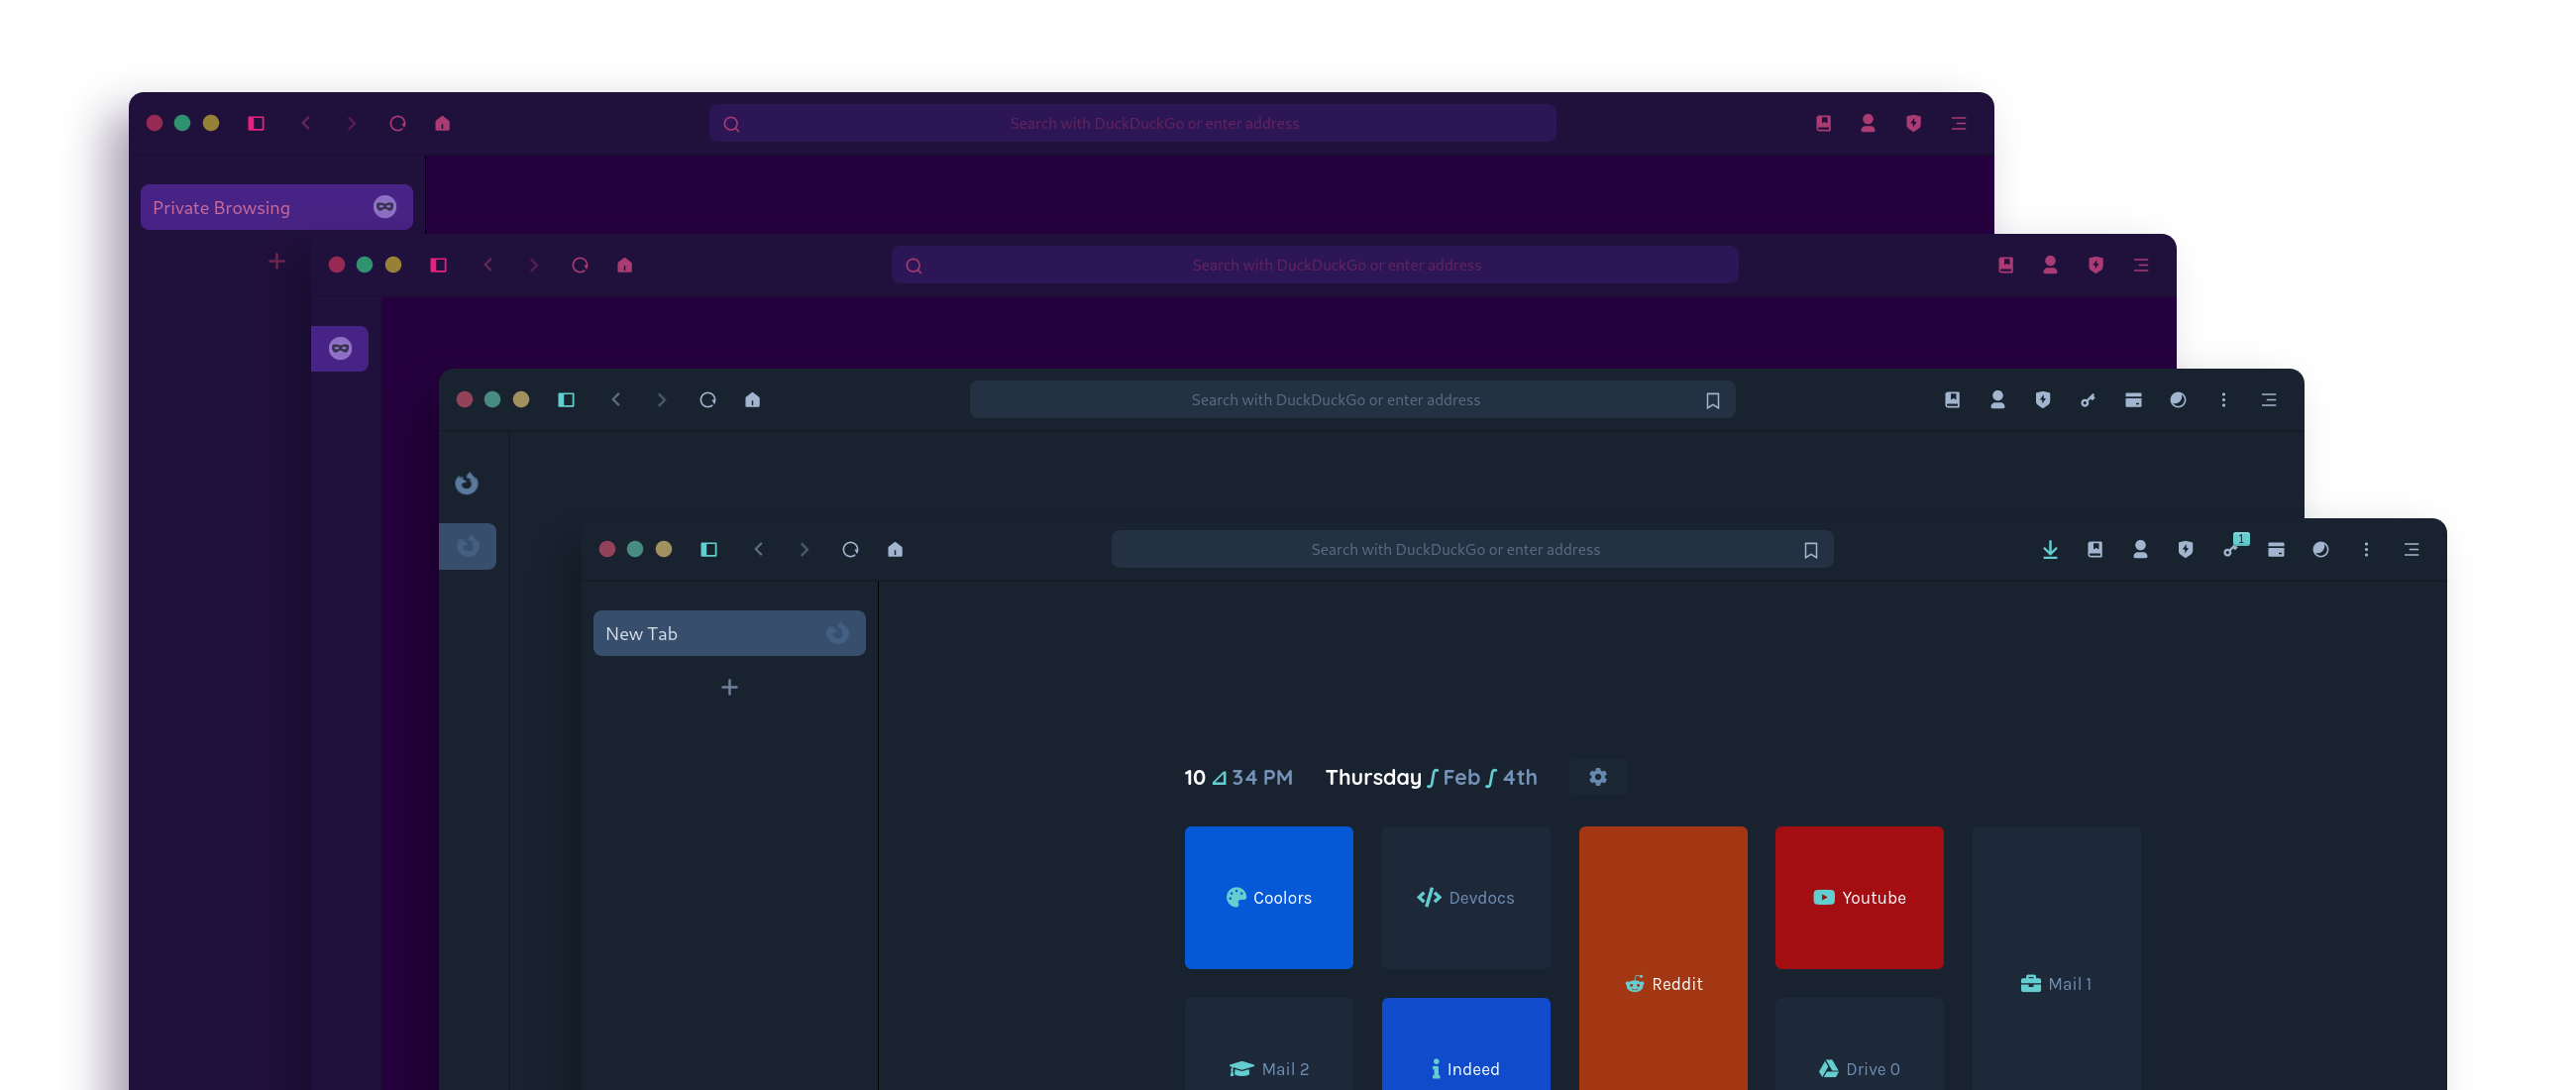 Search with DuckDuckGo or enter address
Private Browsing
Search with DuckDuckGo or enter address
Search with DuckDuckGo or enter address
Search with DuckDuckGo or enter address
1
New Tab
10 34 PM Thursday Feb 4th
Coolors Devdocs Youtube
Reddit Mail 1
Mail 2 Indeed Drive 0